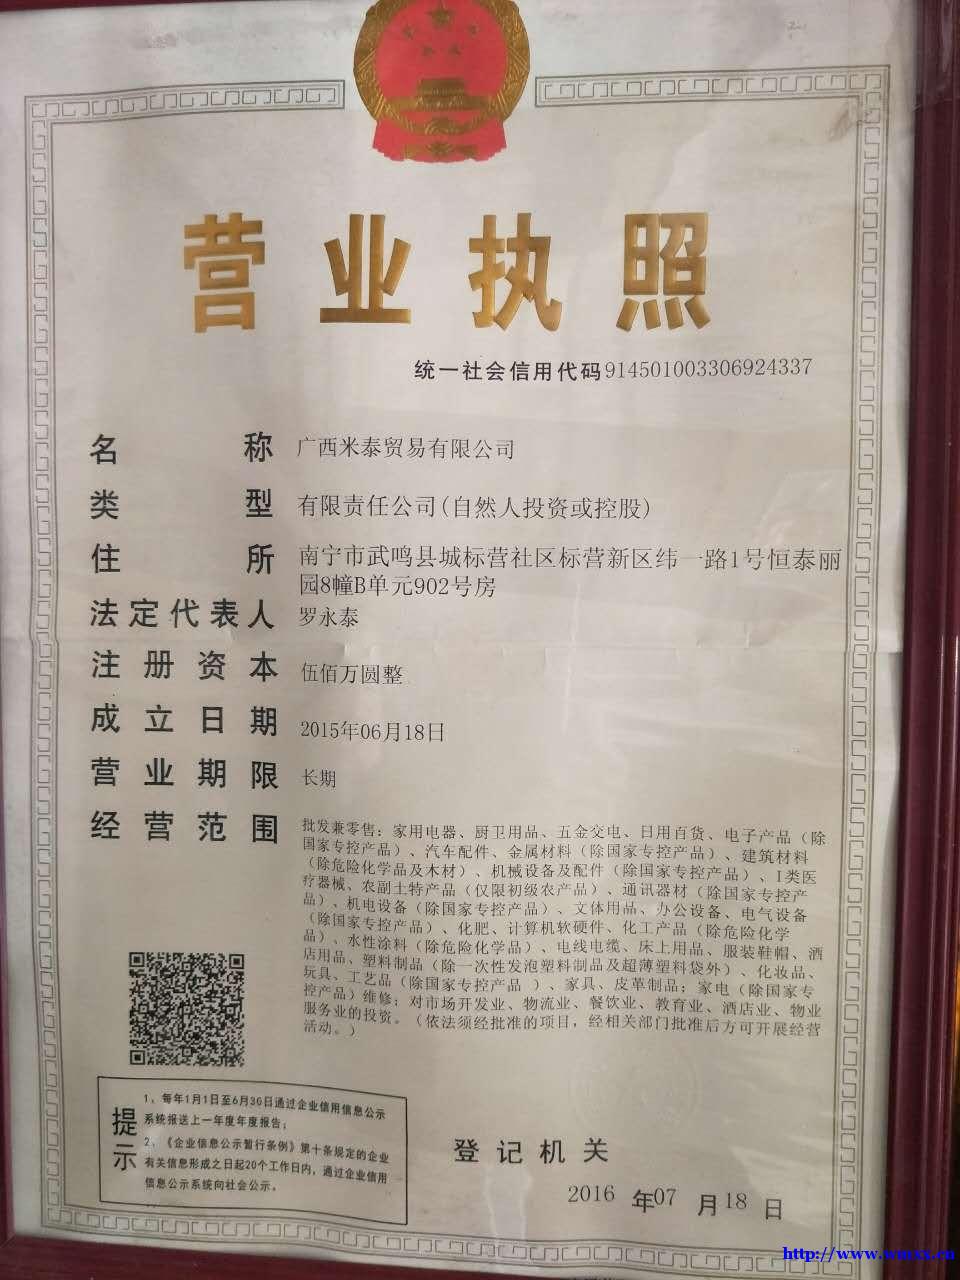 营业执照
统一社会信用代码914501003306924337
名称 广西米泰贸易有限公司
类型 有限责任公司(自然人投资或控股)
住所 南宁市武鸣县城标营社区标营新区纬一路1号恒泰丽
园8幢B单元902号房
法定代表人 罗永泰
注册资本 伍佰万圆整
成立日期 2015年06月18日
营业期限 长期
经营范围 批发兼零售：家用电器、厨卫用品、五金交电、日用百货、电子产品（除
国家专控产品）、汽车配件、金属材料（除国家专控产品）、建筑材料
（除危险化学品及木材）、机械设备及配件（除国家专控产品）、I类医
疗器械、农副土特产品（仅限初级农产品）、通讯器材（除国家专控产
品）、机电设备（除国家专控产品）、文体用品、办公设备、电气设备
（除国家专控产品）、化肥、计算机软硬件、化工产品（除危险化学
品）、水性涂料（除危险化学品）、电线电缆、床上用品、服装鞋帽、酒
店用品、塑料制品（除一次性发泡塑料制品及超薄塑料袋外）、化妆品、
玩具、工艺品（除国家专控产品 ）、家具、皮革制品；家电（除国家专
控产品）维修；对市场开发业、物流业、餐饮业、教育业、酒店业、物业
服务业的投资。（依法须经批准的项目，经相关部门批准后方可开展经营
活动。）
提示
1、每年1月1日至6月30日通过企业信用信息公示
系统报送上一年度年度报告；
2、《企业信息公示暂行条例》第十条规定的企业
有关信息形成之日起20个工作日内，通过企业信用
信息公示系统向社会公示。
登记机关
2016 年07 月18 日
http://www.wmxx.cn